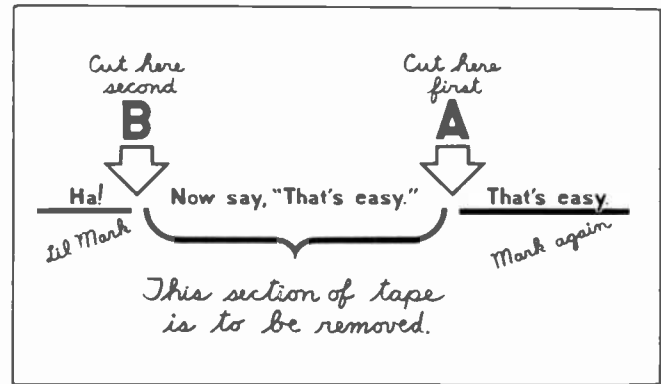 Cut here
second
B
Cut here
first
A
Ha! Now say, "That's easy." That's easy.
Lil Mark
Mark again
This section of tape
is to be removed.